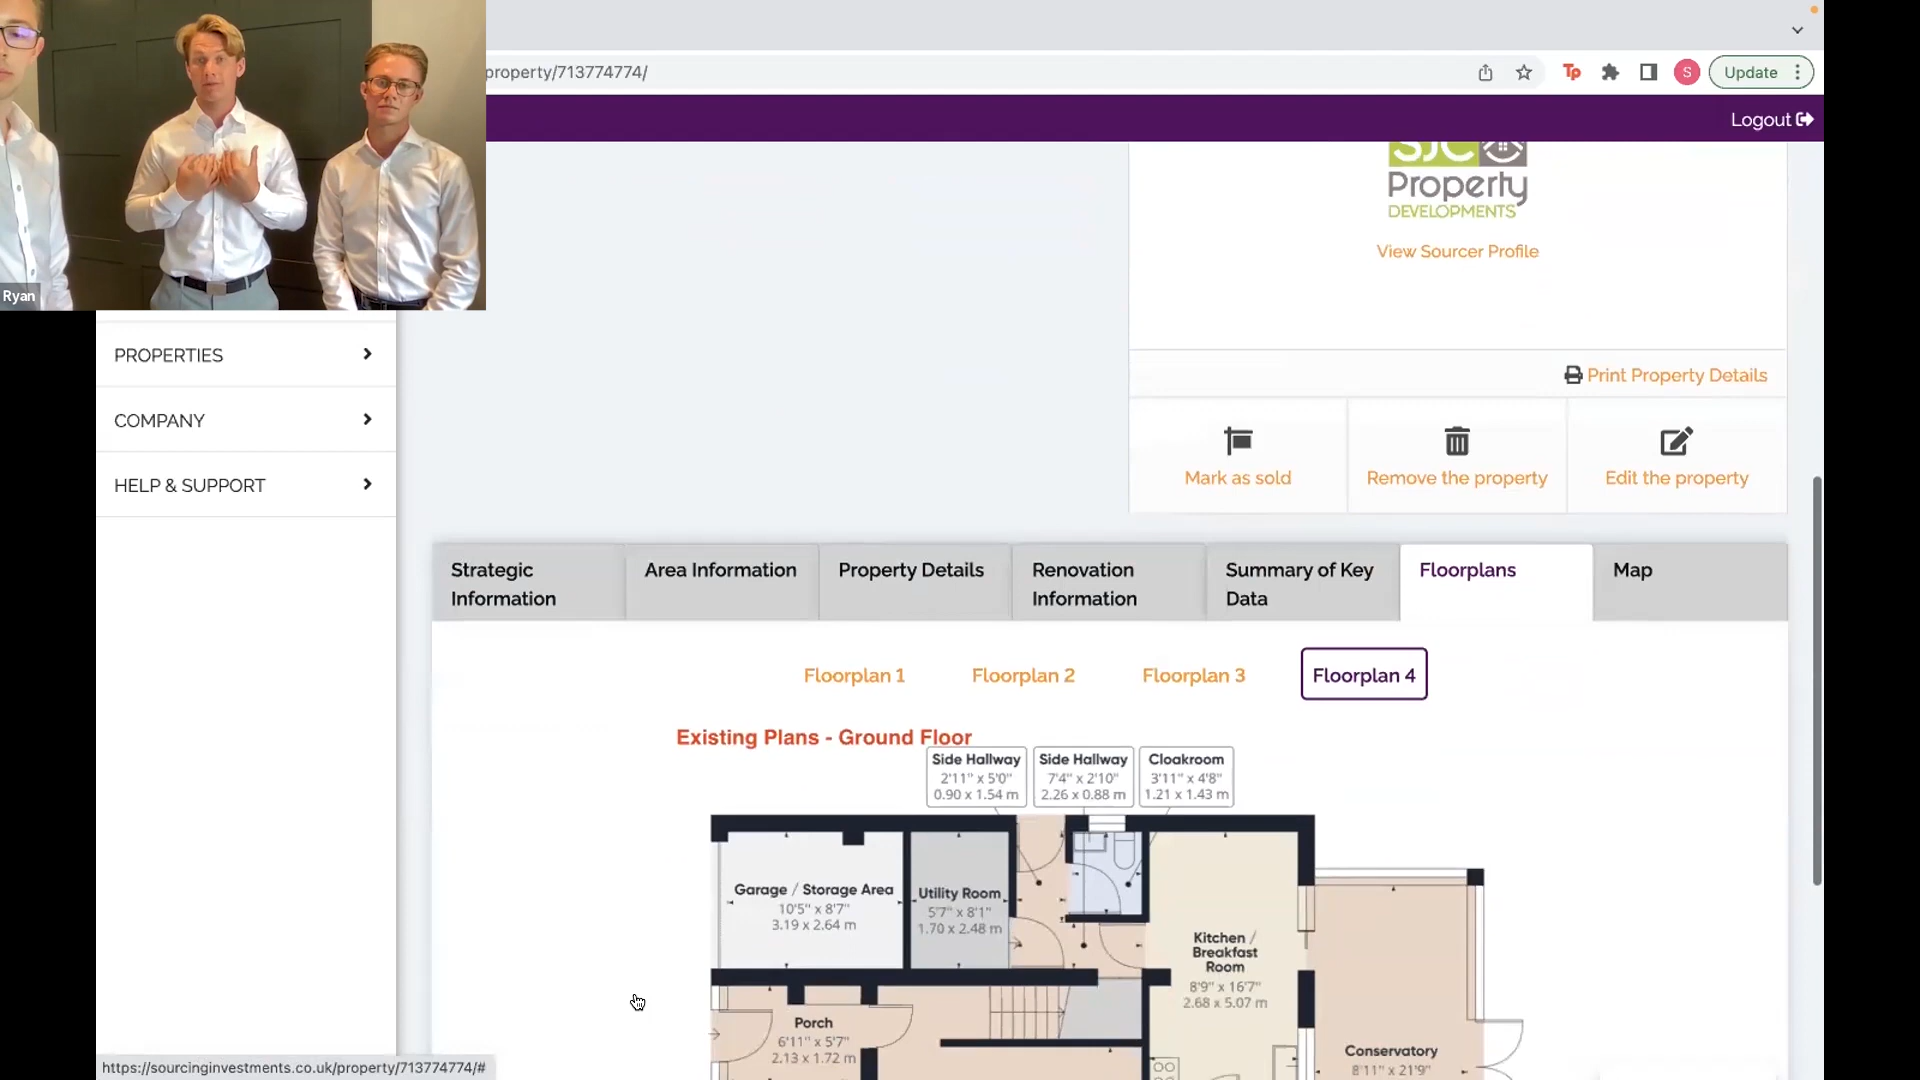 property/713774774/
Tp
S
Update
Logout
SJC
Property
DEVELOPMENTS
View Sourcer Profile
Ryan
PROPERTIES
COMPANY
HELP & SUPPORT
Print Property Details
Mark as sold
Remove the property
Edit the property
Strategic
Information
Area Information
Property Details
Renovation
Information
Summary of Key
Data
Floorplans
Map
Floorplan 1
Floorplan 2
Floorplan 3
Floorplan 4
Existing Plans - Ground Floor
Side Hallway
2'11" x 5'0"
0.90 x 1.54 m
Side Hallway
7'4" x 2'10"
2.26 x 0.88 m
Cloakroom
3'11" x 4'8"
1.21 x 1.43 m
Garage / Storage Area
10'5" x 8'7"
3.19 x 2.64 m
Utility Room
5'7" x 8'1"
1.70 x 2.48 m
Kitchen /
Breakfast
Room
8'9" x 16'7"
2.68 x 5.07 m
Porch
6'11" x 5'7"
2.13 x 1.72 m
Conservatory
8'11" x 21'9"
https://sourcinginvestments.co.uk/property/713774774/#